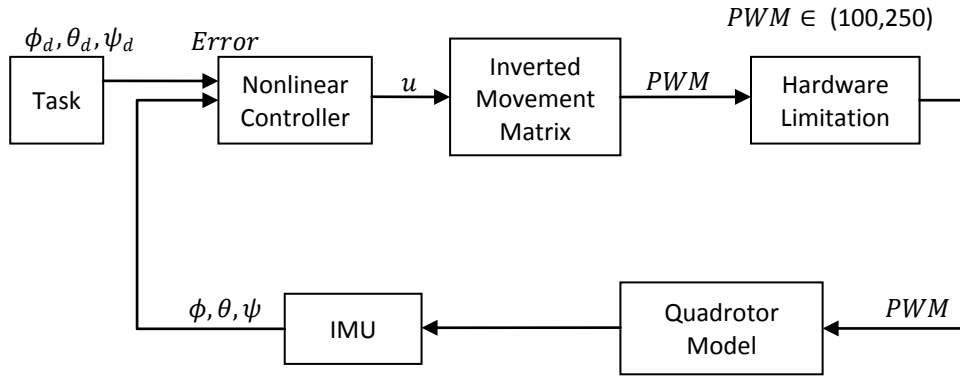 PWM ∈ (100,250)
ϕ_d, θ_d, ψ_d
Error
Task
Nonlinear
Controller
u
Inverted
Movement
Matrix
PWM
Hardware
Limitation
ϕ, θ, ψ
IMU
Quadrotor
Model
PWM